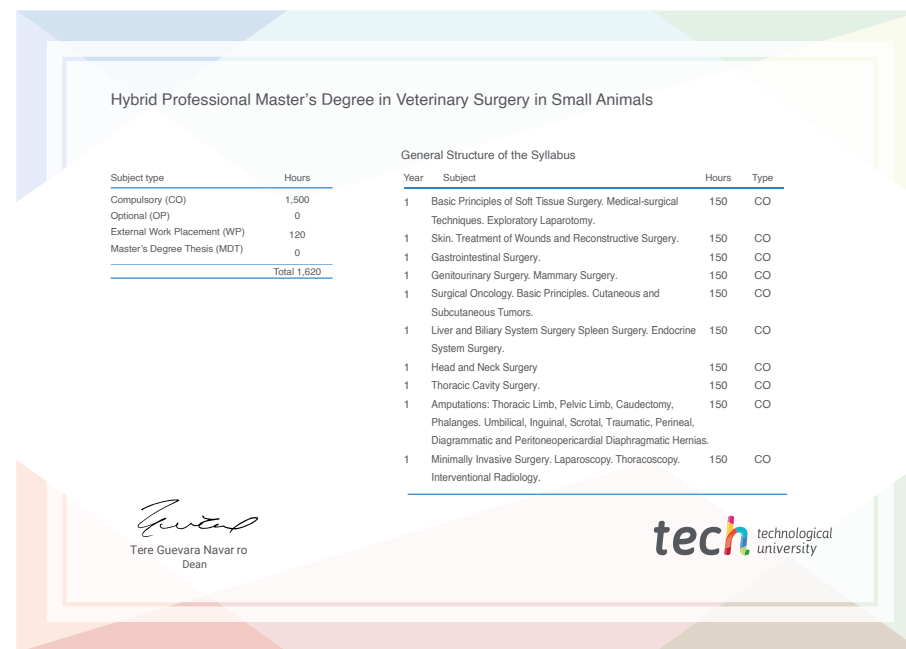 Hybrid Professional Master's Degree in Veterinary Surgery in Small Animals
Subject type Hours
Compulsory (CO) 1,500
Optional (OP) 0
External Work Placement (WP) 120
Master's Degree Thesis (MDT) 0
Total 1,620
General Structure of the Syllabus
Year Subject Hours Type
1 Basic Principles of Soft Tissue Surgery. Medical-surgical 150 CO
Techniques. Exploratory Laparotomy.
1 Skin. Treatment of Wounds and Reconstructive Surgery. 150 CO
1 Gastrointestinal Surgery. 150 CO
1 Genitourinary Surgery. Mammary Surgery. 150 CO
1 Surgical Oncology. Basic Principles. Cutaneous and 150 CO
Subcutaneous Tumors.
1 Liver and Biliary System Surgery Spleen Surgery. Endocrine 150 CO
System Surgery.
1 Head and Neck Surgery 150 CO
1 Thoracic Cavity Surgery. 150 CO
1 Amputations: Thoracic Limb, Pelvic Limb, Caudectomy, 150 CO
Phalanges. Umbilical, Inguinal, Scrotal, Traumatic, Perineal,
Diagrammatic and Peritoneopericardial Diaphragmatic Hernias.
1 Minimally Invasive Surgery. Laparoscopy. Thoracoscopy. 150 CO
Interventional Radiology.
Tere Guevara Navarro
Dean
tech technological
university